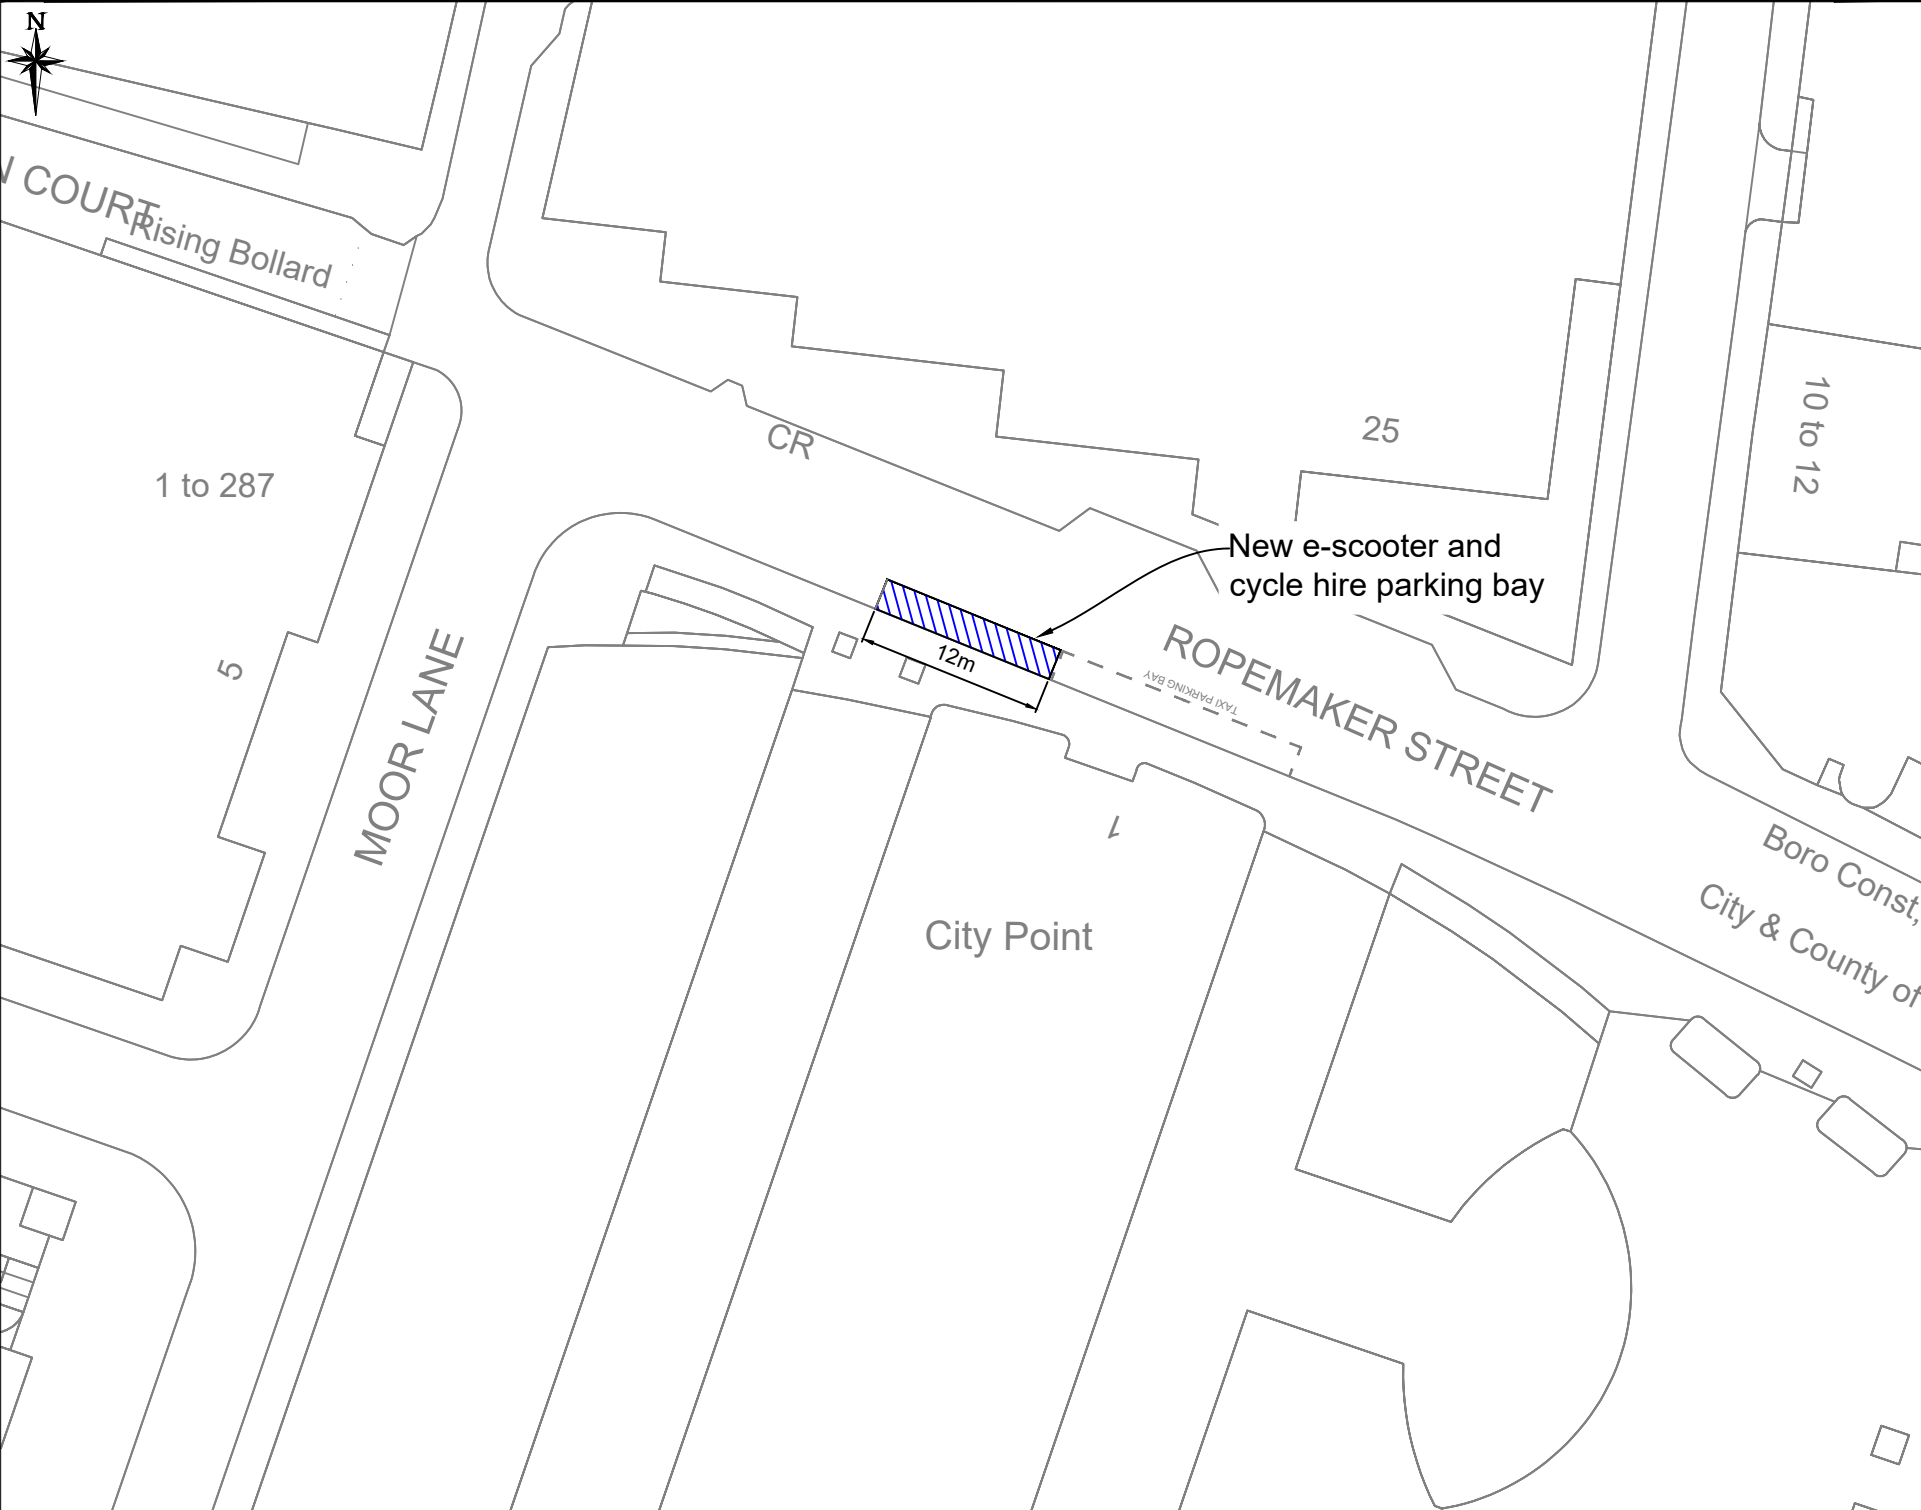 N
N COURT
Rising Bollard
1 to 287
5
MOOR LANE
CR
25
10 to 12
New e-scooter and
cycle hire parking bay
12m
TAXI PARKING BAY
ROPEMAKER STREET
1
City Point
Boro Const,
City & County of